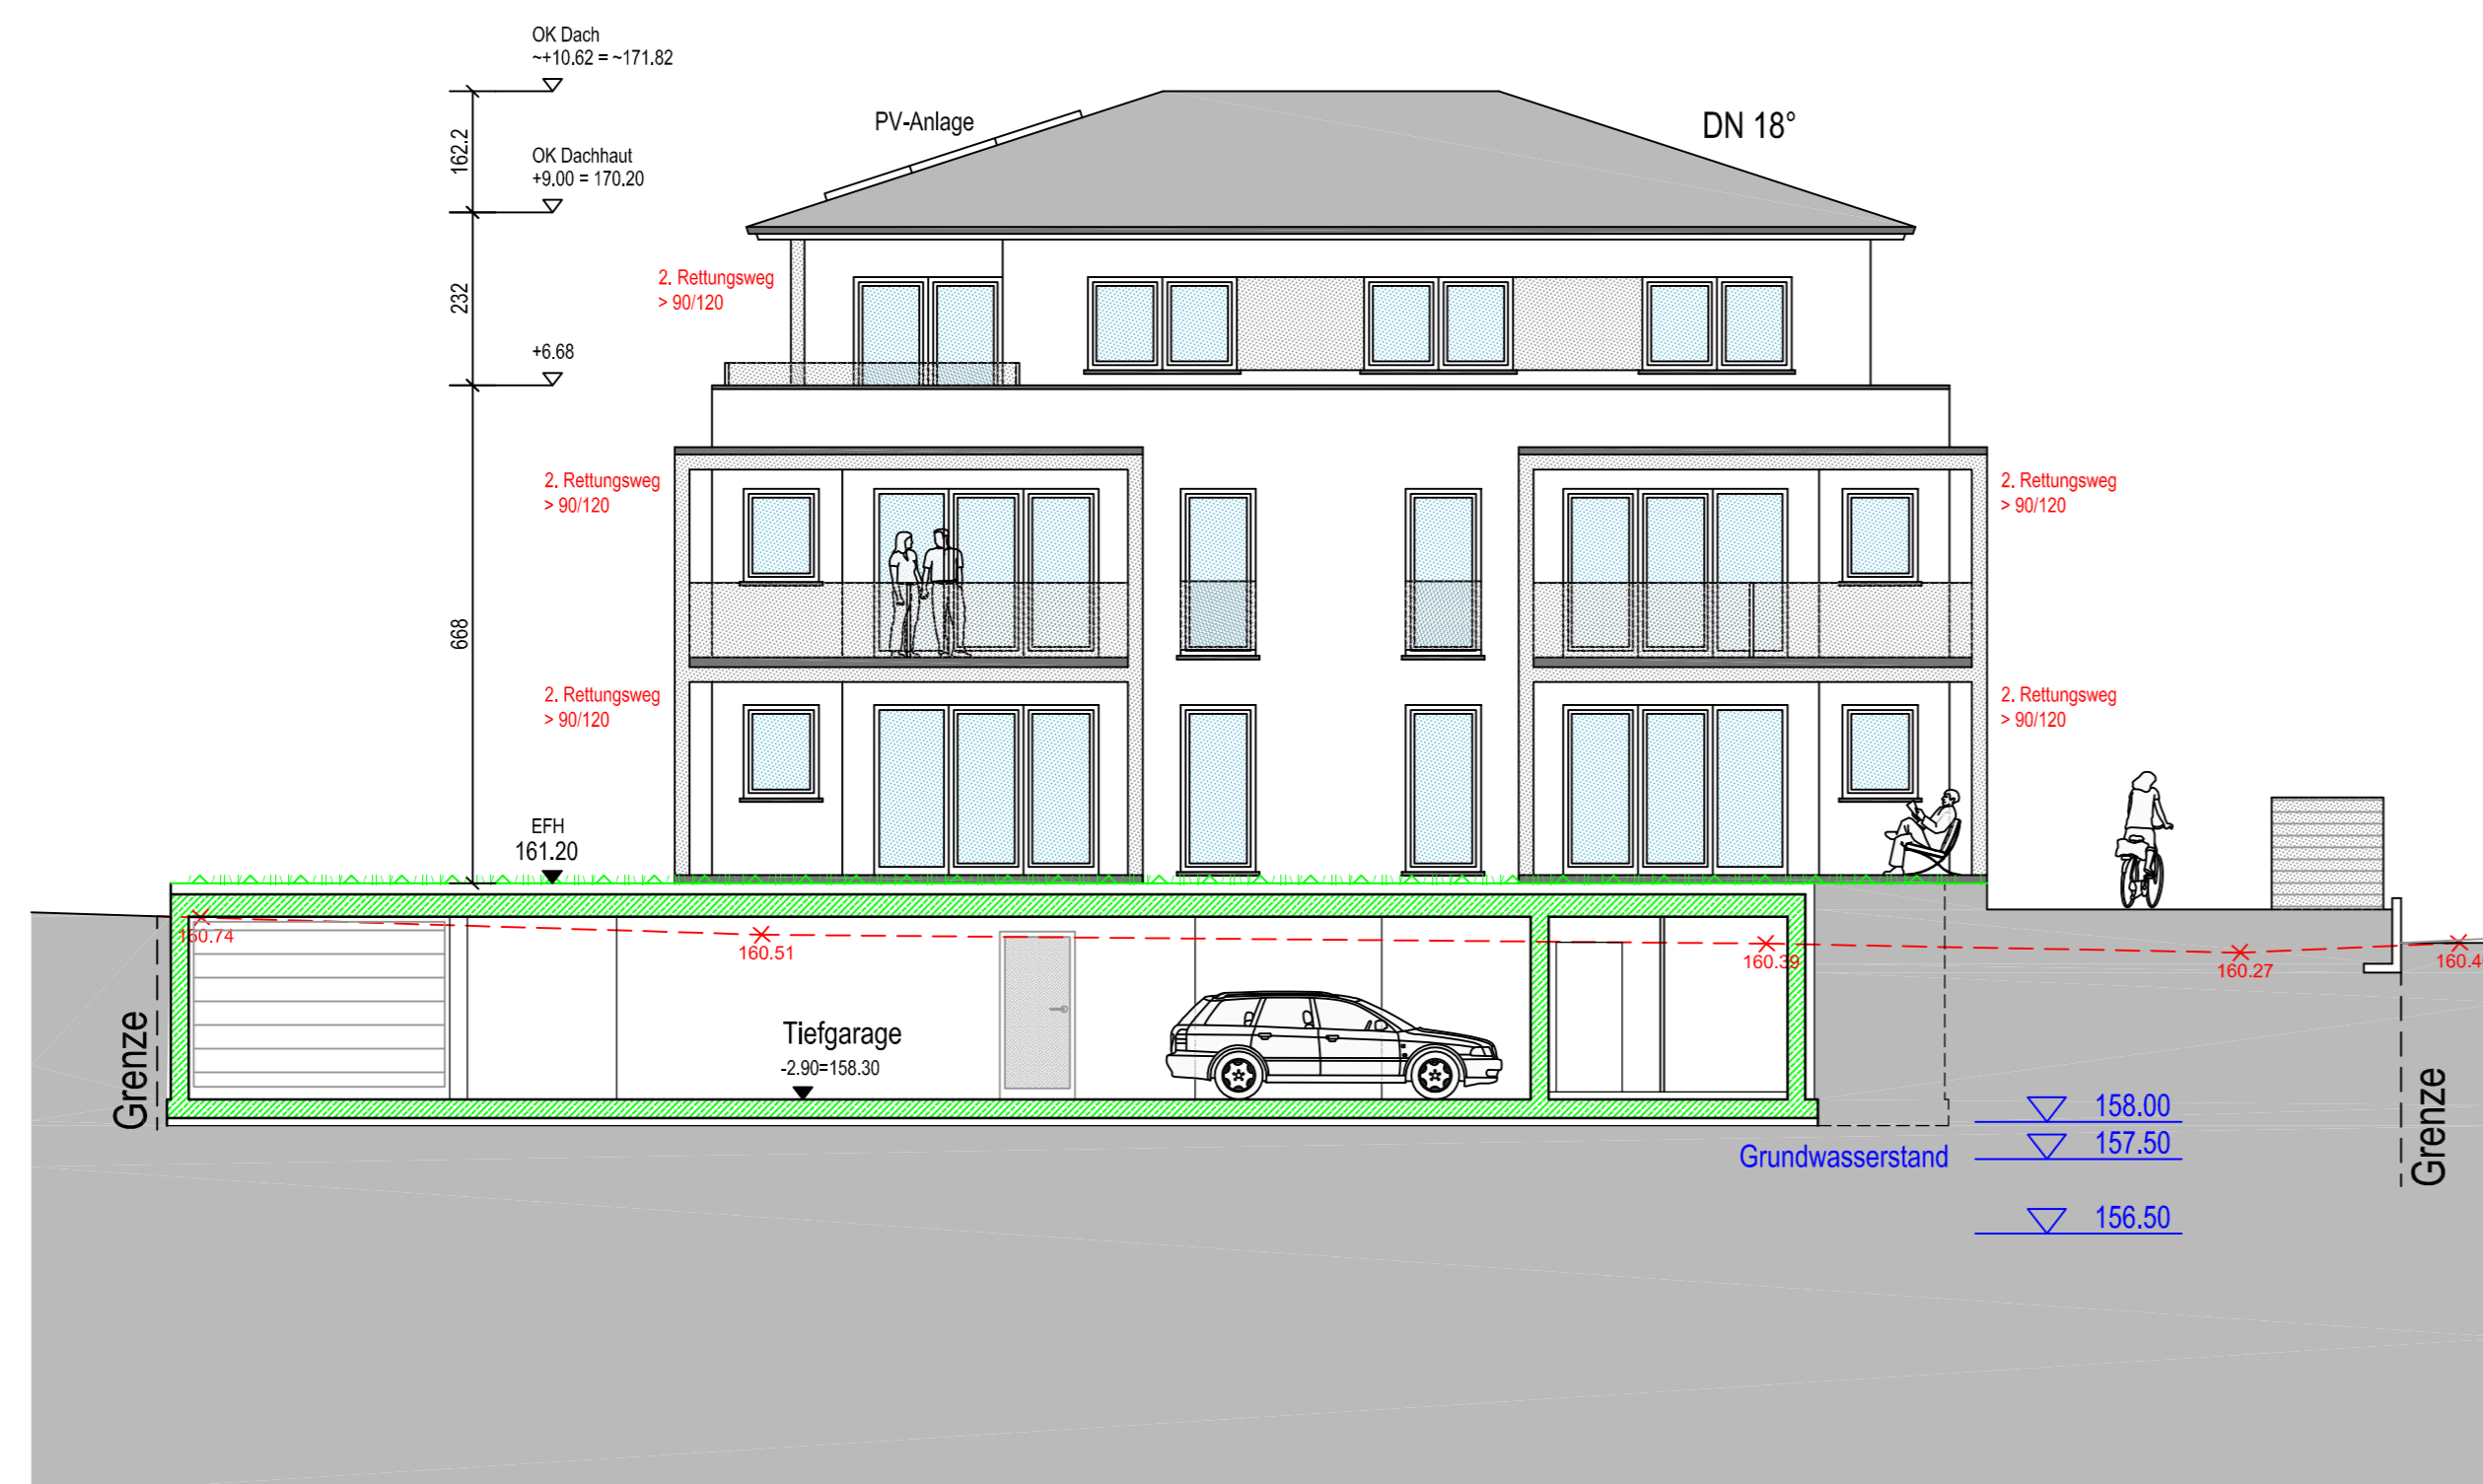 OK Dach
~+10.62 = ~171.82
PV-Anlage
DN 18°
162.2
OK Dachhaut
+9.00 = 170.20
2. Rettungsweg
> 90/120
232
+6.68
2. Rettungsweg
> 90/120
2. Rettungsweg
> 90/120
668
2. Rettungsweg
> 90/120
2. Rettungsweg
> 90/120
EFH
161.20
160.74
160.51
160.39
160.27
Tiefgarage
-2.90=158.30
Grenze
Grenze
158.00
157.50
Grundwasserstand
156.50